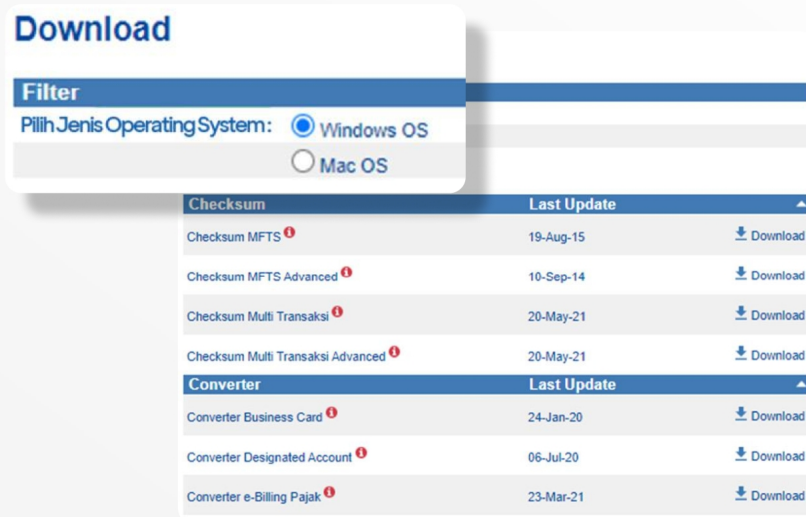 Download
Filter
Pilih Jenis Operating System: Windows OS
Mac OS
Checksum Last Update
Checksum MFTS 19-Aug-15 Download
Checksum MFTS Advanced 10-Sep-14 Download
Checksum Multi Transaksi 20-May-21 Download
Checksum Multi Transaksi Advanced 20-May-21 Download
Converter Last Update
Converter Business Card 24-Jan-20 Download
Converter Designated Account 06-Jul-20 Download
Converter e-Billing Pajak 23-Mar-21 Download